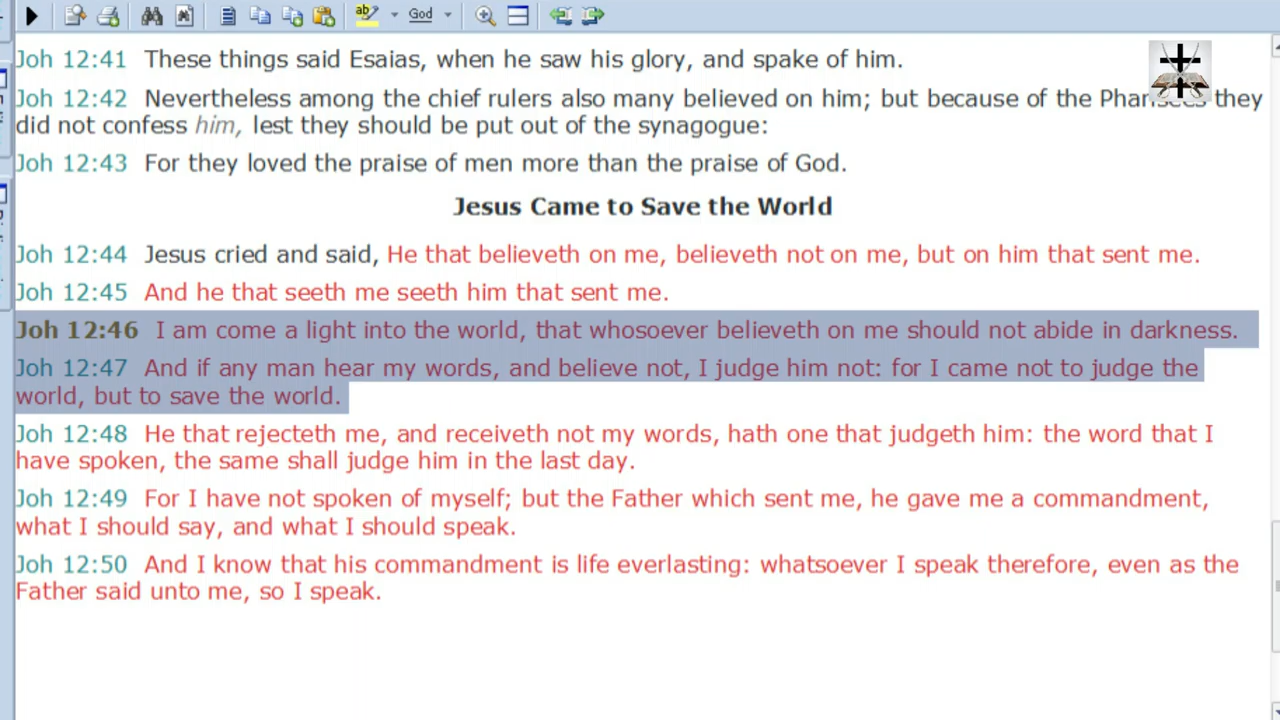 God
Joh 12:41 These things said Esaias, when he saw his glory, and spake of him.
Joh 12:42 Nevertheless among the chief rulers also many believed on him; but because of the Pharisees they
did not confess him, lest they should be put out of the synagogue:
Joh 12:43 For they loved the praise of men more than the praise of God.
Jesus Came to Save the World
Joh 12:44 Jesus cried and said, He that believeth on me, believeth not on me, but on him that sent me.
Joh 12:45 And he that seeth me seeth him that sent me.
Joh 12:46 I am come a light into the world, that whosoever believeth on me should not abide in darkness.
Joh 12:47 And if any man hear my words, and believe not, I judge him not: for I came not to judge the
world, but to save the world.
Joh 12:48 He that rejecteth me, and receiveth not my words, hath one that judgeth him: the word that I
have spoken, the same shall judge him in the last day.
Joh 12:49 For I have not spoken of myself; but the Father which sent me, he gave me a commandment,
what I should say, and what I should speak.
Joh 12:50 And I know that his commandment is life everlasting: whatsoever I speak therefore, even as the
Father said unto me, so I speak.